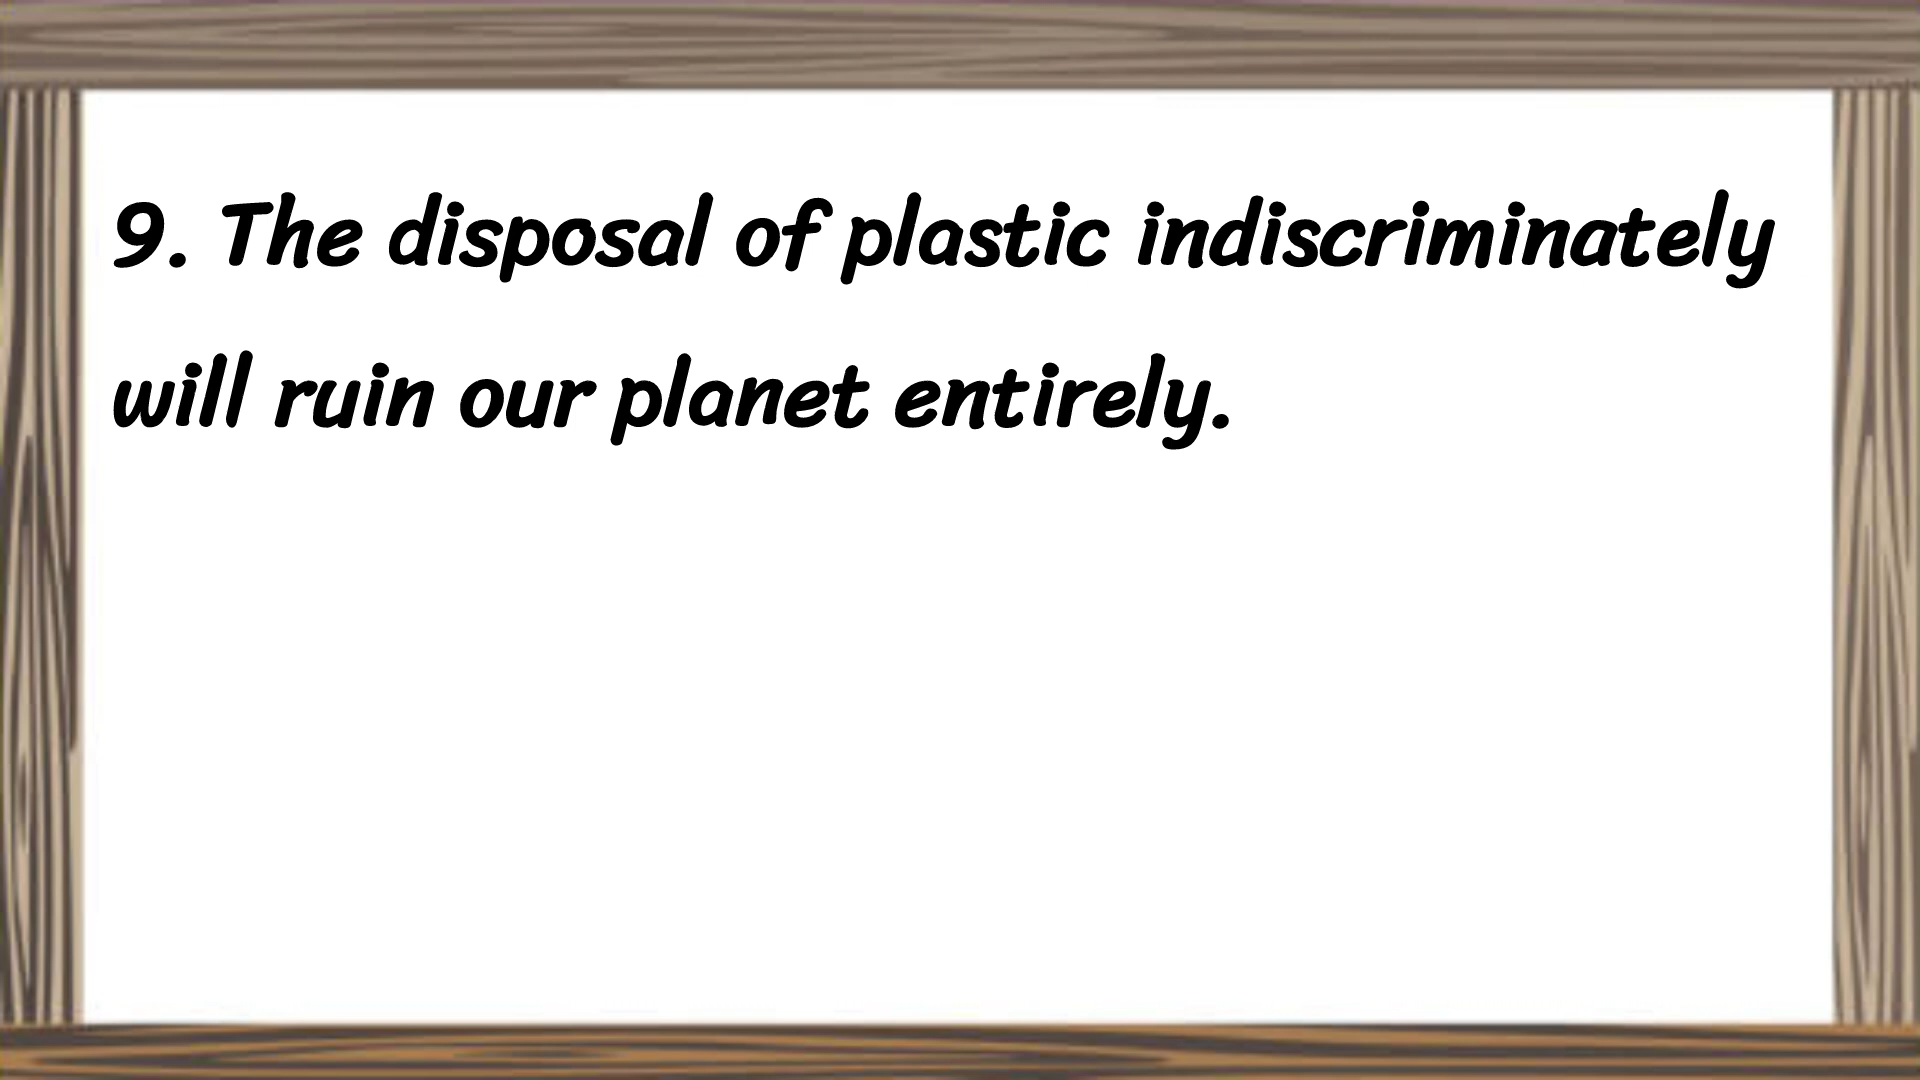 9. The disposal of plastic indiscriminately
will ruin our planet entirely.